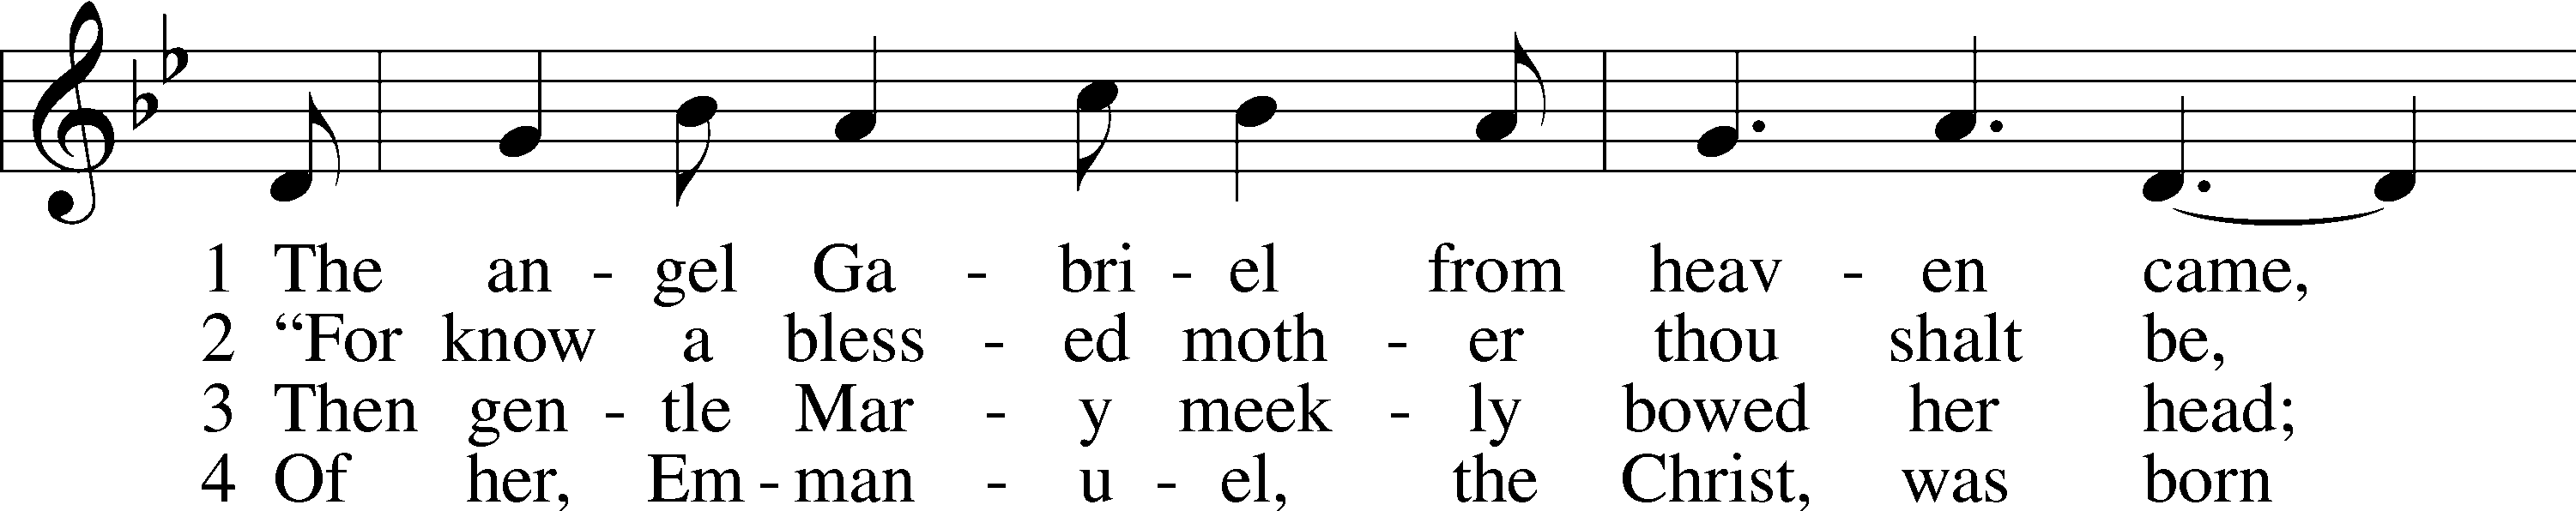 1 The an - gel Ga - bri - el from heav - en came,
2 “For know a bless - ed moth - er thou shalt be,
3 Then gen - tle Mar - y meek - ly bowed her head;
4 Of her, Em - man - u - el, the Christ, was born